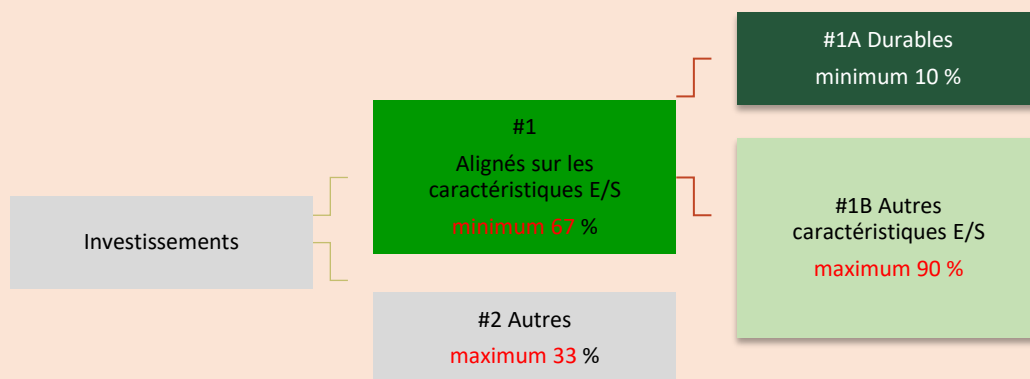 Investissements
#1
Alignés sur les
caractéristiques E/S
minimum 67 %
#2 Autres
maximum 33 %
#1A Durables
minimum 10 %
#1B Autres
caractéristiques E/S
maximum 90 %